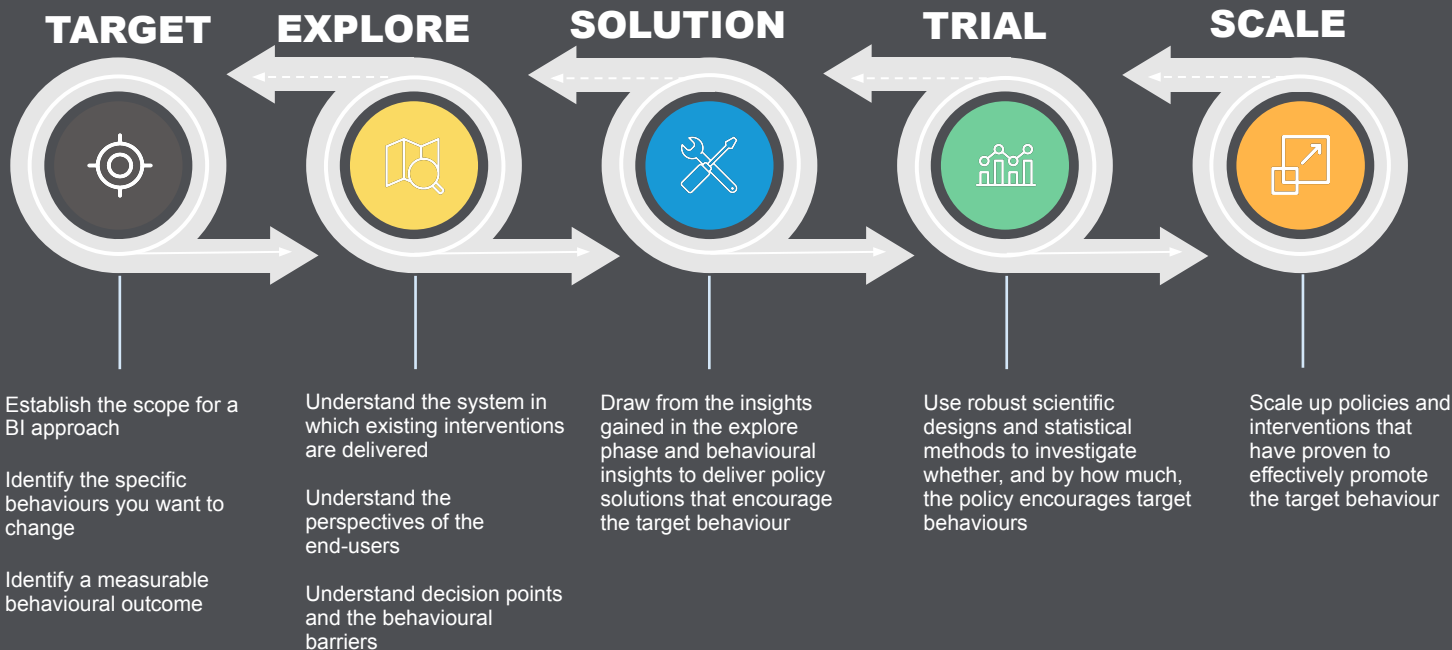 TARGET
EXPLORE
SOLUTION
TRIAL
SCALE
Establish the scope for a
BI approach
Identify the specific
behaviours you want to
change
Identify a measurable
behavioural outcome
Understand the system in
which existing interventions
are delivered
Understand the
perspectives of the
end-users
Understand decision points
and the behavioural
barriers
Draw from the insights
gained in the explore
phase and behavioural
insights to deliver policy
solutions that encourage
the target behaviour
Use robust scientific
designs and statistical
methods to investigate
whether, and by how much,
the policy encourages target
behaviours
Scale up policies and
interventions that
have proven to
effectively promote
the target behaviour